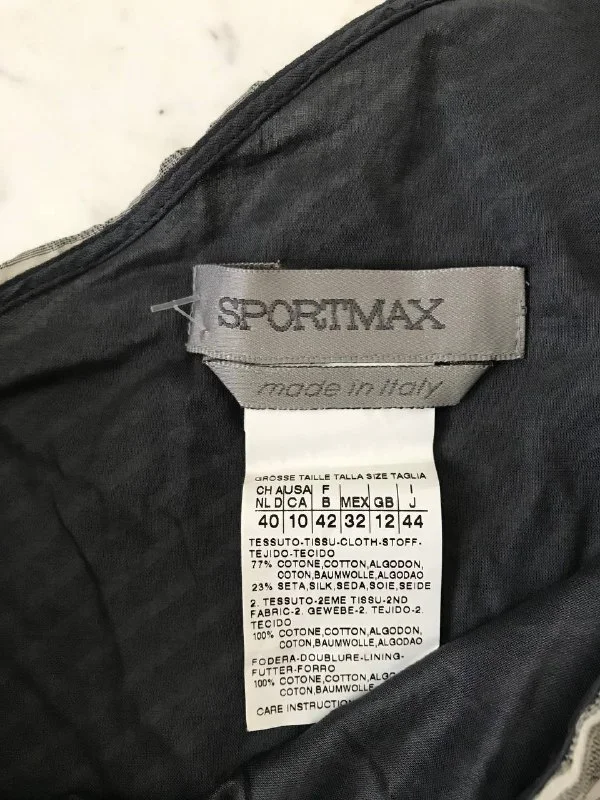 SPORTMAX
made in Italy
GROSSE TAILLE TALLA SIZE TAGLIA
CH A USA F I
NL D CA B MEX GB J
40 10 42 32 12 44
TESSUTO-TISSU-CLOTH-STOFF-
TEJIDO-TECIDO
77% COTONE,COTTON,ALGODON,
COTON,BAUMWOLLE,ALGODAO
23% SETA,SILK,SEDA,SOIE,SEIDE
2. TESSUTO-2EME TISSU-2ND
FABRIC-2. GEWEBE-2. TEJIDO-2.
TECIDO
100% COTONE,COTTON,ALGODON,
COTON,BAUMWOLLE,ALGODAO
FODERA-DOUBLURE-LINING-
FUTTER-FORRO
100% COTONE,COTTON,ALGO
COTON,BAUMWOLLE,AL
CARE INSTRUCTIO